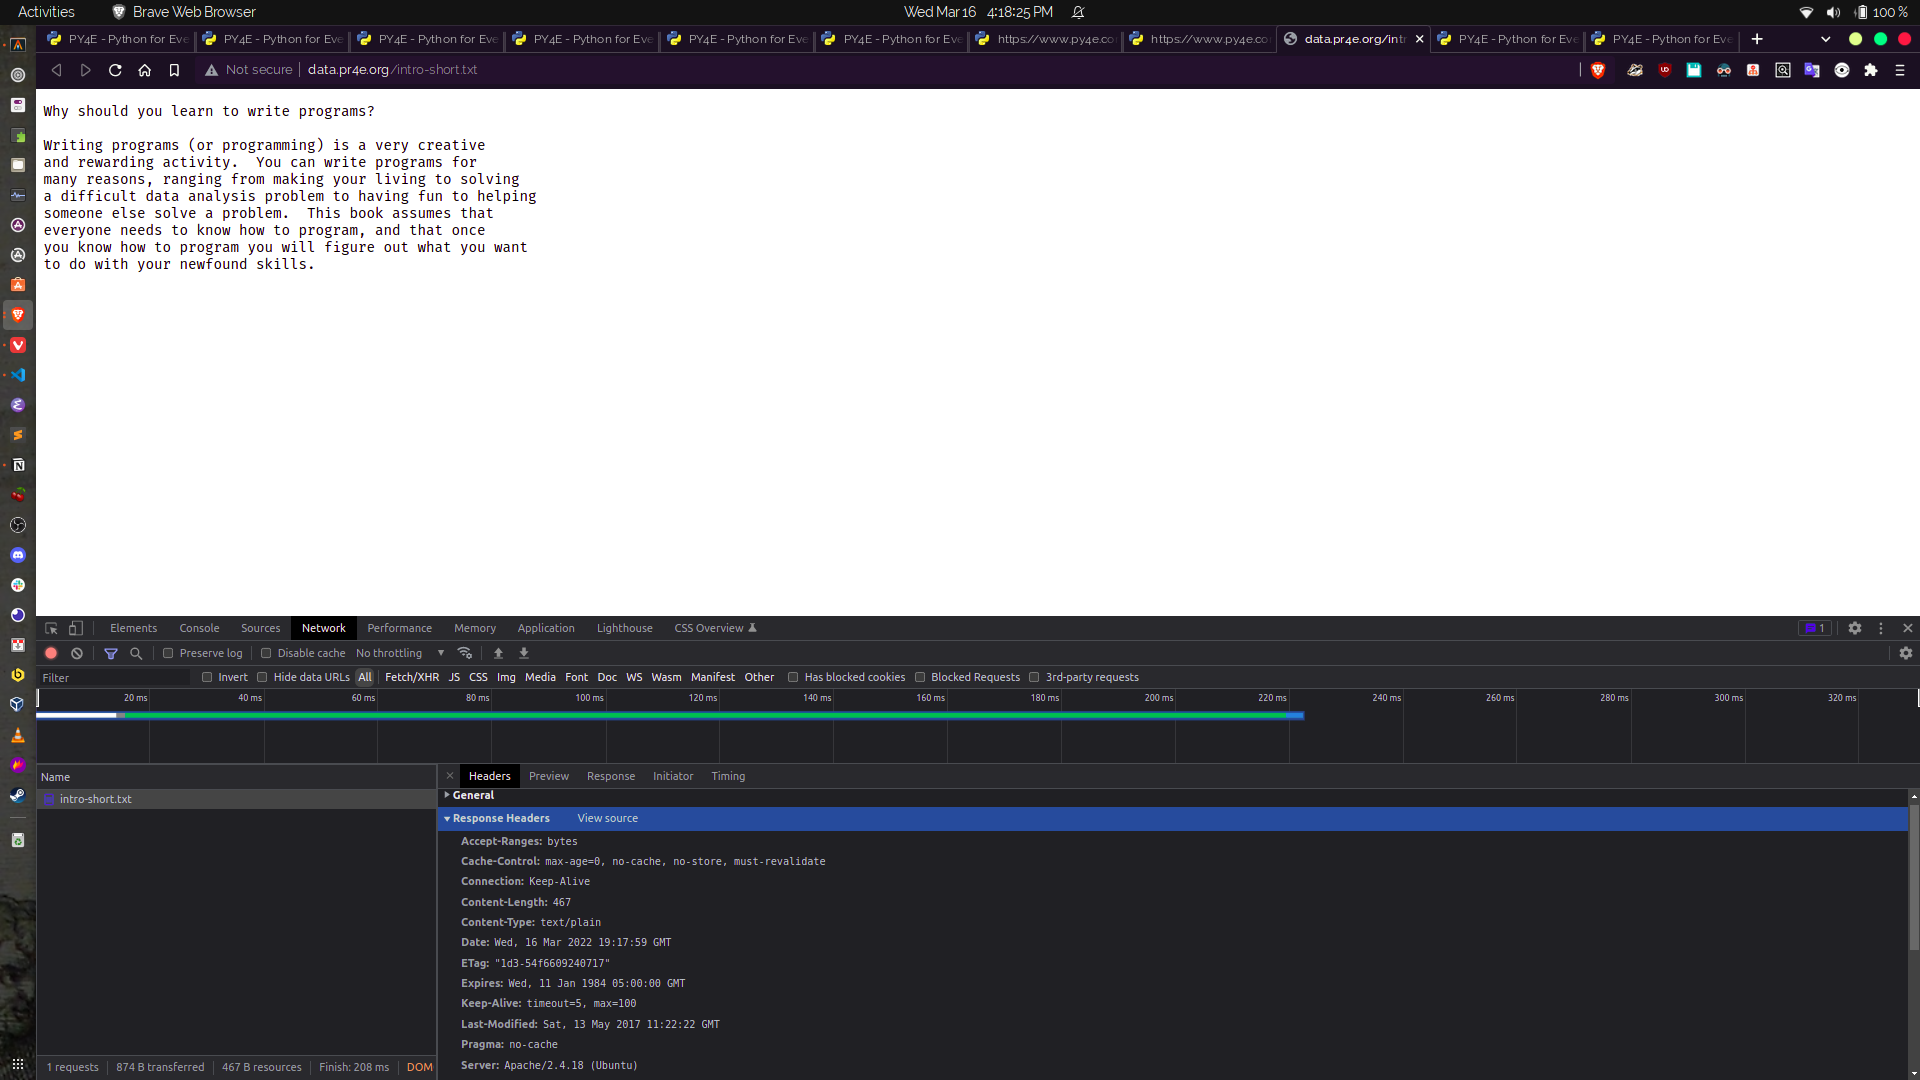 Activities
Brave Web Browser
Wed Mar 16 4:18:25 PM
100 %
PY4E - Python for Eve
PY4E - Python for Eve
PY4E - Python for Eve
PY4E - Python for Eve
PY4E - Python for Eve
PY4E - Python for Eve
https://www.py4e.co
https://www.py4e.co
data.pr4e.org/intr
PY4E - Python for Eve
PY4E - Python for Eve
Not secure
data.pr4e.org/intro-short.txt
Why should you learn to write programs?
Writing programs (or programming) is a very creative
and rewarding activity.  You can write programs for
many reasons, ranging from making your living to solving
a difficult data analysis problem to having fun to helping
someone else solve a problem.  This book assumes that
everyone needs to know how to program, and that once
you know how to program you will figure out what you want
to do with your newfound skills.
Elements Console Sources Network Performance Memory Application Lighthouse CSS Overview 1
Preserve log Disable cache No throttling
Filter Invert Hide data URLs All Fetch/XHR JS CSS Img Media Font Doc WS Wasm Manifest Other Has blocked cookies Blocked Requests 3rd-party requests
20 ms 40 ms 60 ms 80 ms 100 ms 120 ms 140 ms 160 ms 180 ms 200 ms 220 ms 240 ms 260 ms 280 ms 300 ms 320 ms
Name
intro-short.txt
Headers Preview Response Initiator Timing
General
Response Headers View source
Accept-Ranges: bytes
Cache-Control: max-age=0, no-cache, no-store, must-revalidate
Connection: Keep-Alive
Content-Length: 467
Content-Type: text/plain
Date: Wed, 16 Mar 2022 19:17:59 GMT
ETag: "1d3-54f6609240717"
Expires: Wed, 11 Jan 1984 05:00:00 GMT
Keep-Alive: timeout=5, max=100
Last-Modified: Sat, 13 May 2017 11:22:22 GMT
Pragma: no-cache
Server: Apache/2.4.18 (Ubuntu)
1 requests 874 B transferred 467 B resources Finish: 208 ms DOM